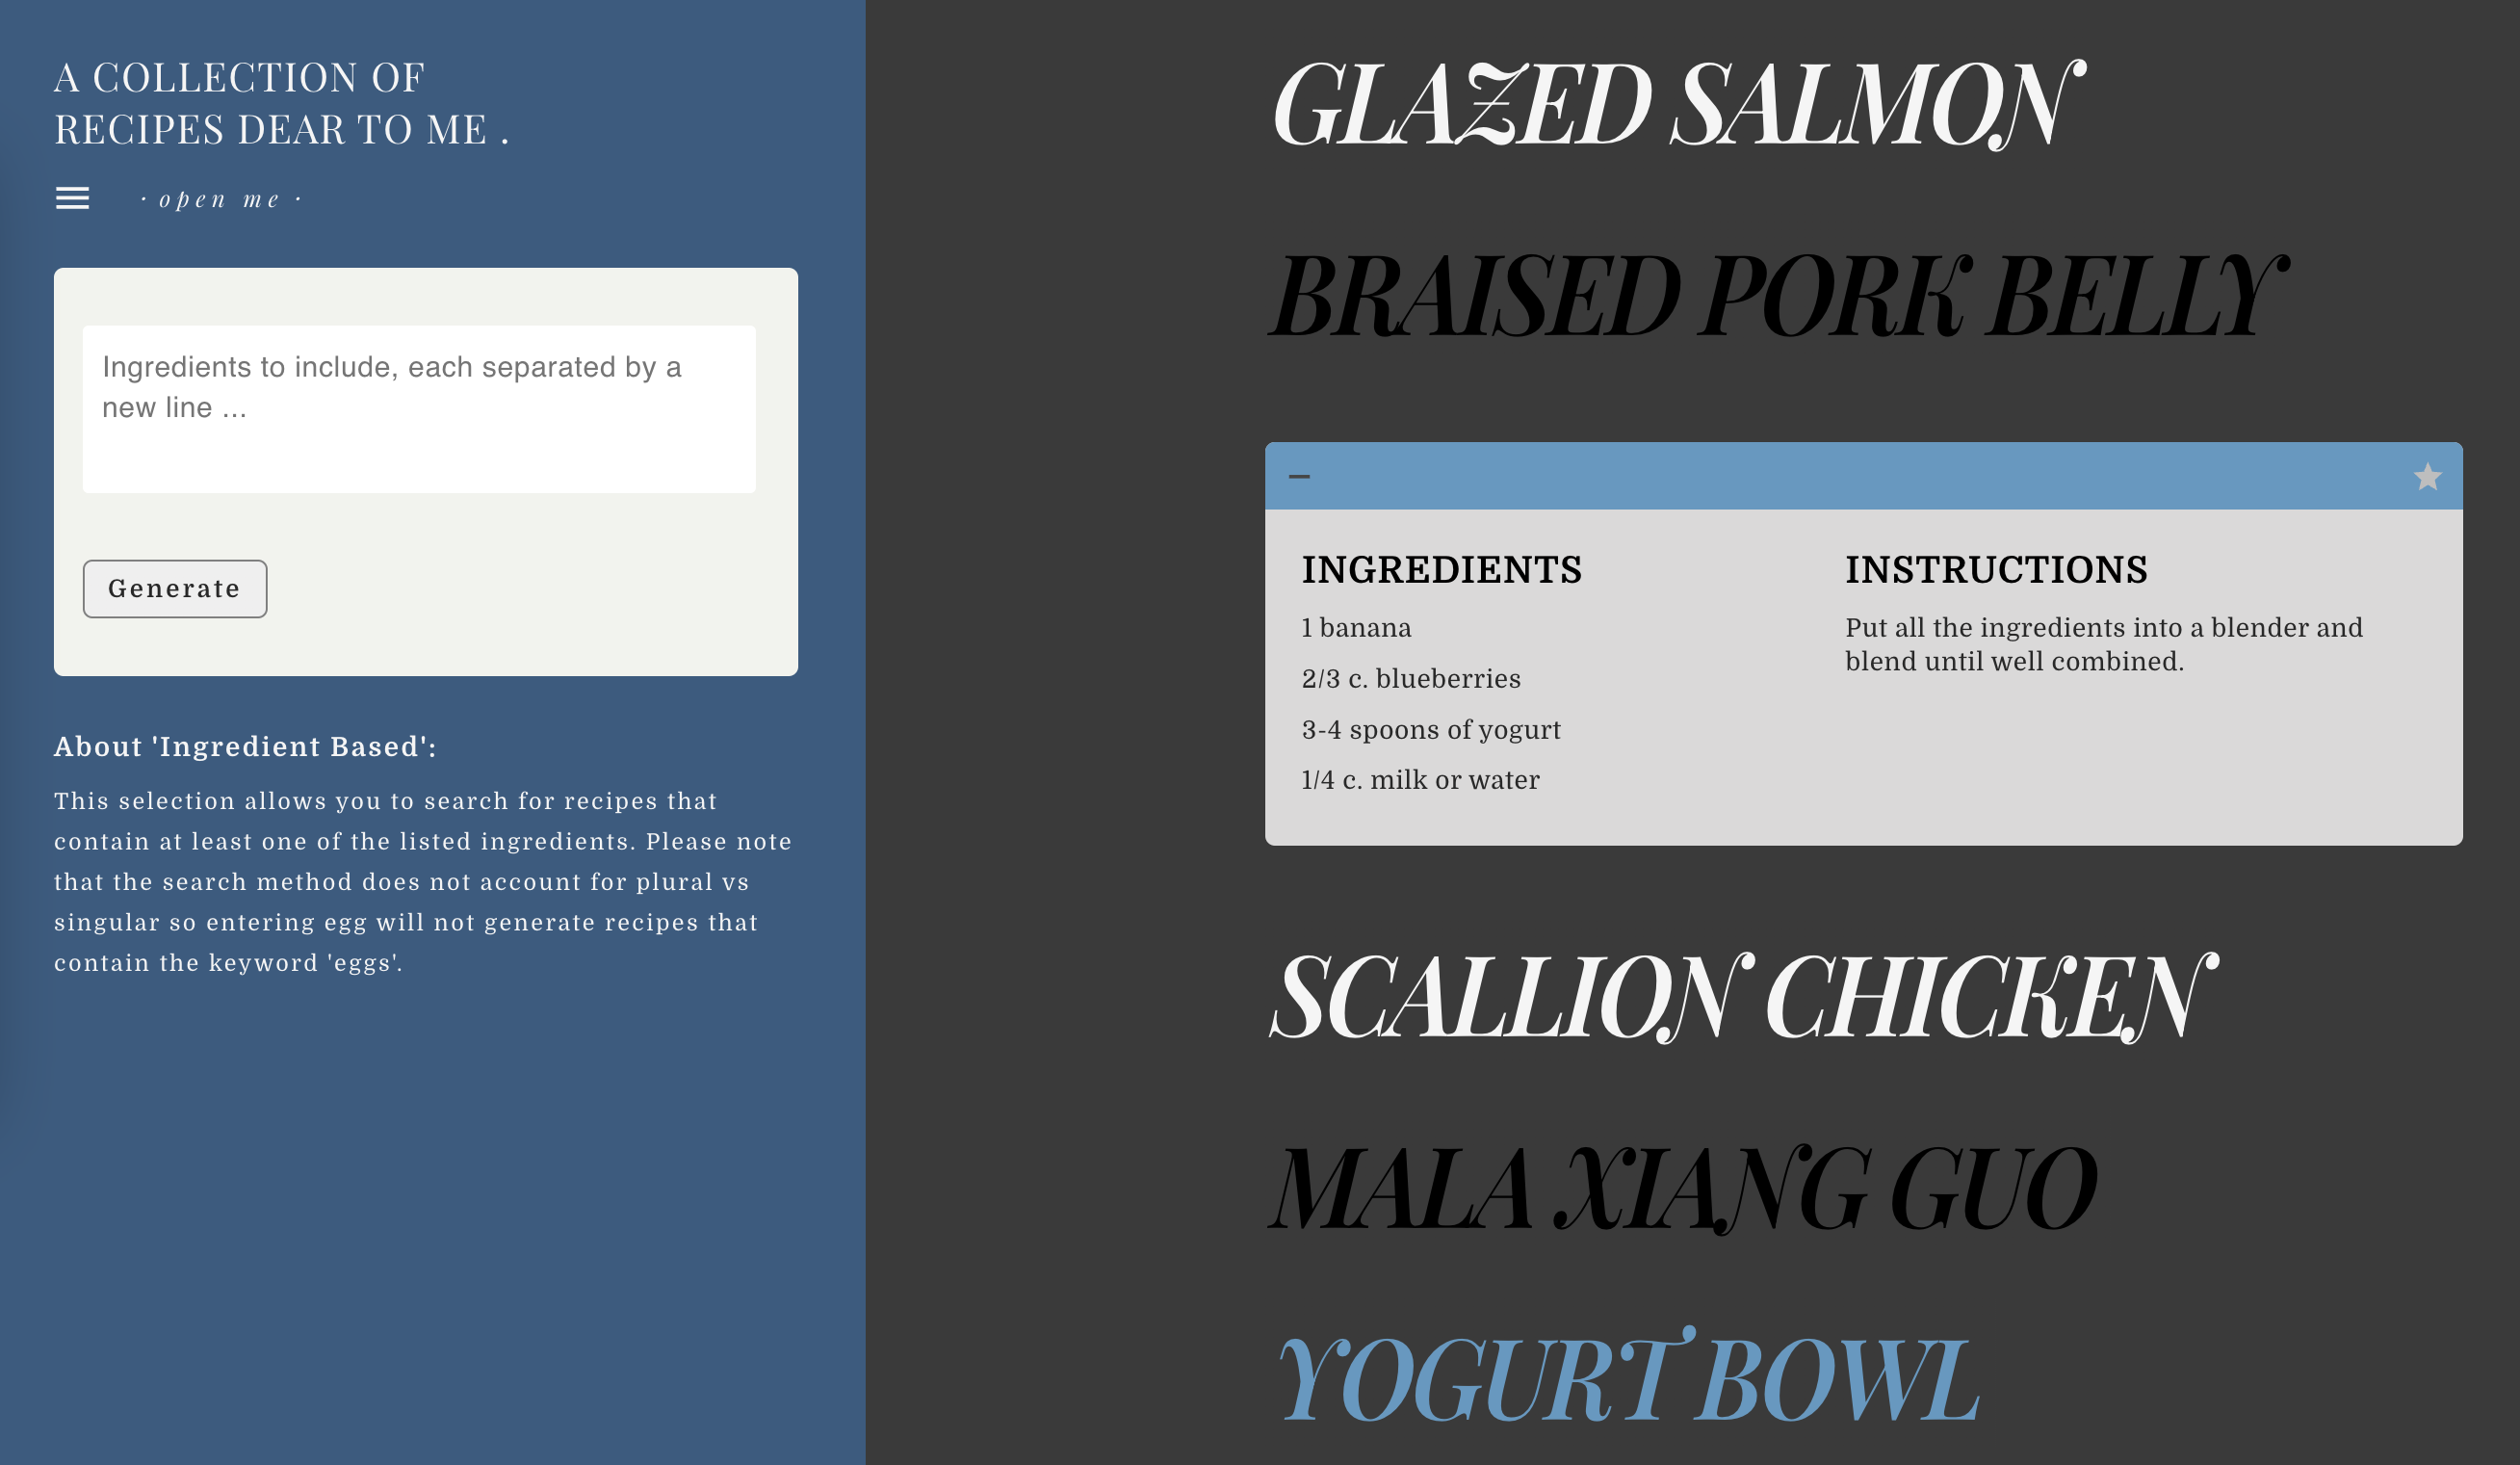 A COLLECTION OF
RECIPES DEAR TO ME .
· open me ·
Ingredients to include, each separated by a
new line ...
Generate
About 'Ingredient Based':
This selection allows you to search for recipes that
contain at least one of the listed ingredients. Please note
that the search method does not account for plural vs
singular so entering egg will not generate recipes that
contain the keyword 'eggs'.
GLAZED SALMON
BRAISED PORK BELLY
INGREDIENTS
1 banana
2/3 c. blueberries
3-4 spoons of yogurt
1/4 c. milk or water
INSTRUCTIONS
Put all the ingredients into a blender and
blend until well combined.
SCALLION CHICKEN
MALA XIANG GUO
YOGURT BOWL